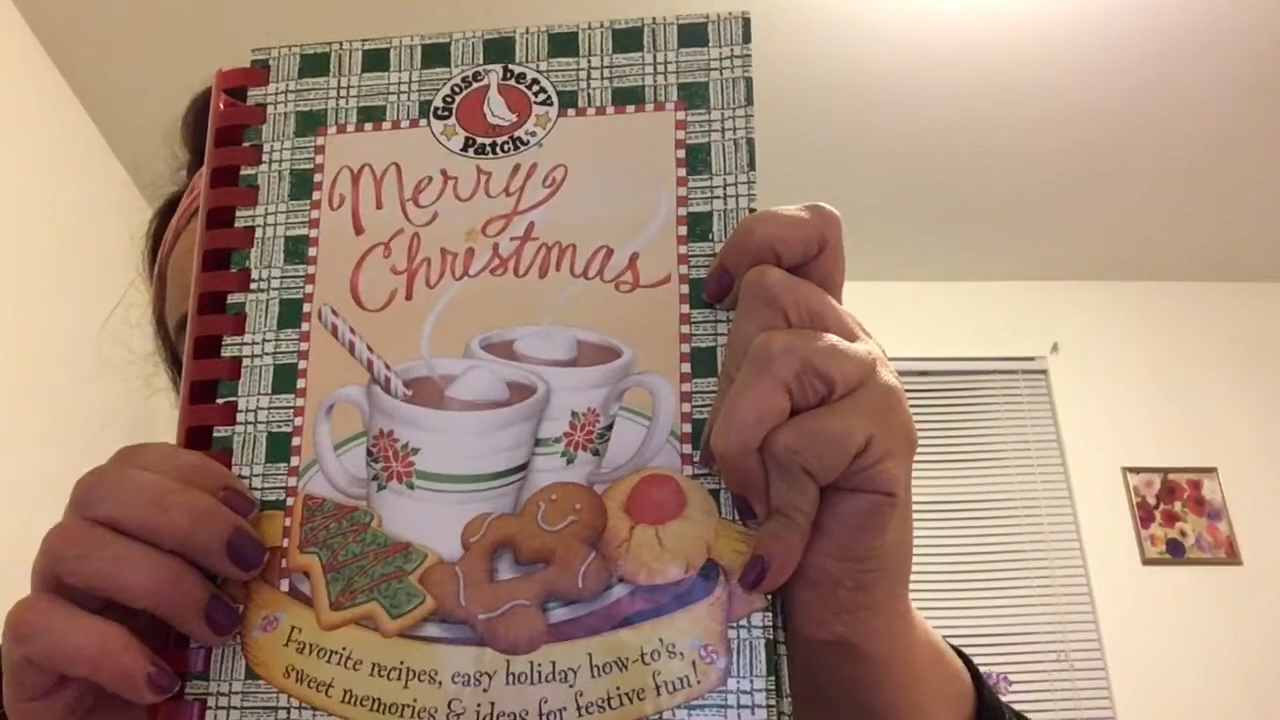 Goose berry
Patch
Merry
Christmas
Favorite recipes, easy holiday how-to's,
sweet memories & ideas for festive fun!